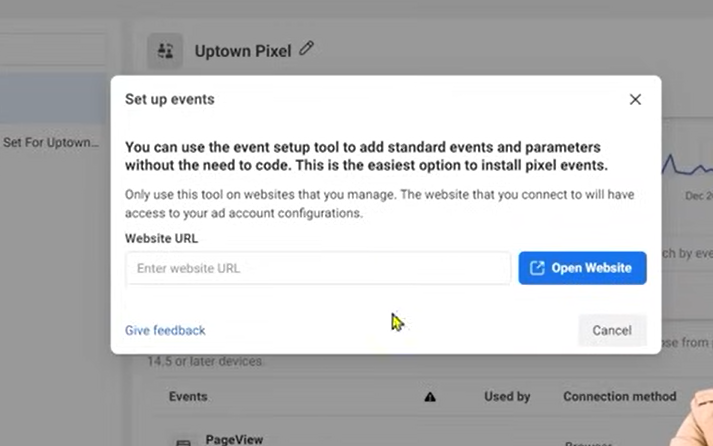 Uptown Pixel
Set up events
You can use the event setup tool to add standard events and parameters
without the need to code. This is the easiest option to install pixel events.
Set For Uptown...
Only use this tool on websites that you manage. The website that you connect to will have
access to your ad account configurations.
Dec 2
Website URL
Enter website URL
Open Website
ch by eve
Give feedback
Cancel
se from
14.5 or later devices.
Events
Used by
Connection method
PageView
Browser